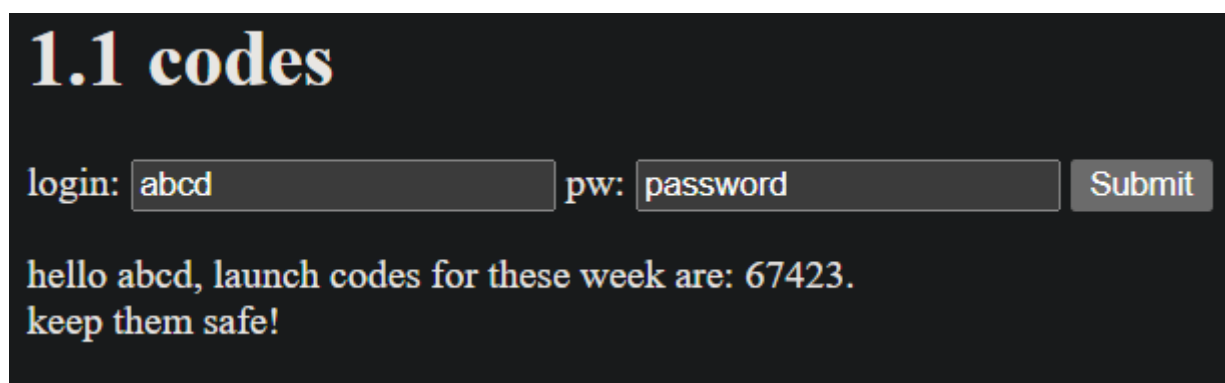 1.1 codes
login: abcd pw: password Submit
hello abcd, launch codes for these week are: 67423.
keep them safe!